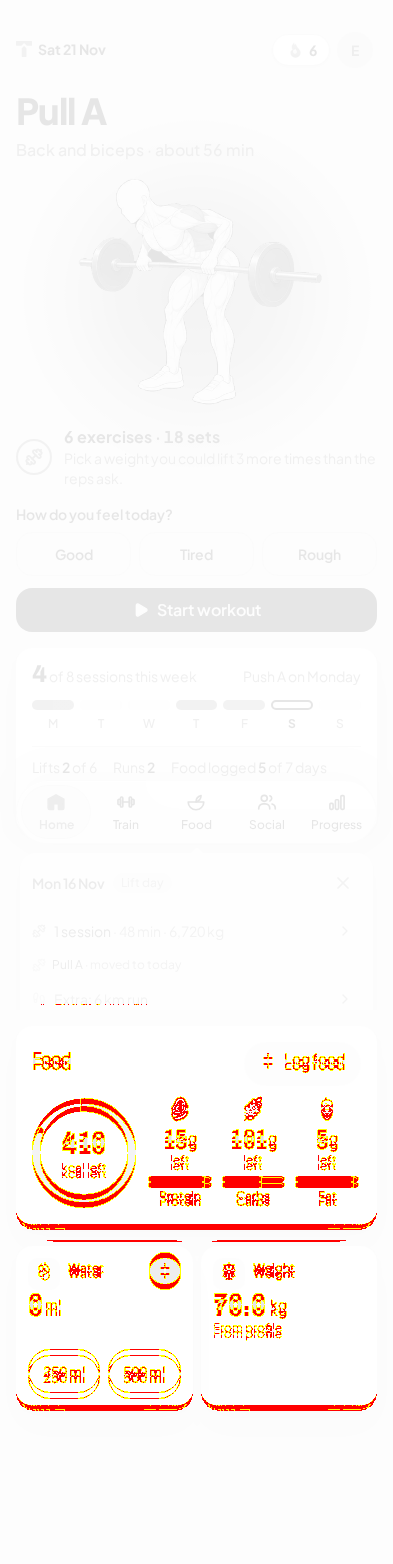 Sat 21 Nov
6
E
Pull A
Back and biceps · about 56 min
6 exercises · 18 sets
Pick a weight you could lift 3 more times than the
reps ask.
How do you feel today?
Good
Tired
Rough
Start workout
4 of 8 sessions this week
Push A on Monday
M
T
W
T
F
S
S
Lifts 2 of 6
Runs 2
Food logged 5 of 7 days
Home
Train
Food
Social
Progress
Mon 16 Nov
Lift day
1 session 48 min 6,720 kg
Pull A · moved to today
Food
Log food
kcal left
left
left
left
Protein
Carbs
Fat
Water
Weight
0 ml
70.0 kg
From profile
250 ml
500 ml